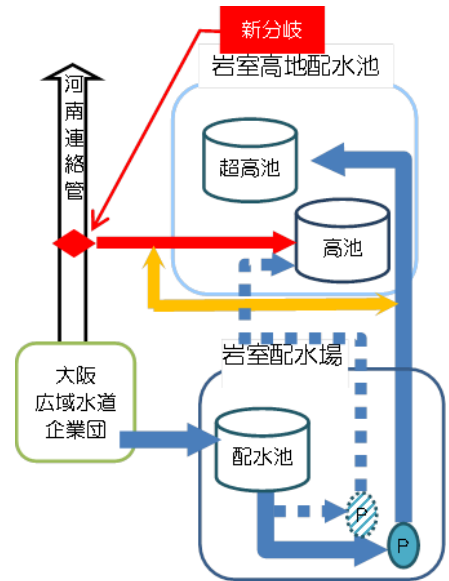 新分岐
岩室高地配水池
河南連絡管
超高池
高池
岩室配水場
大阪
広域水道
企業団
配水池
P
P